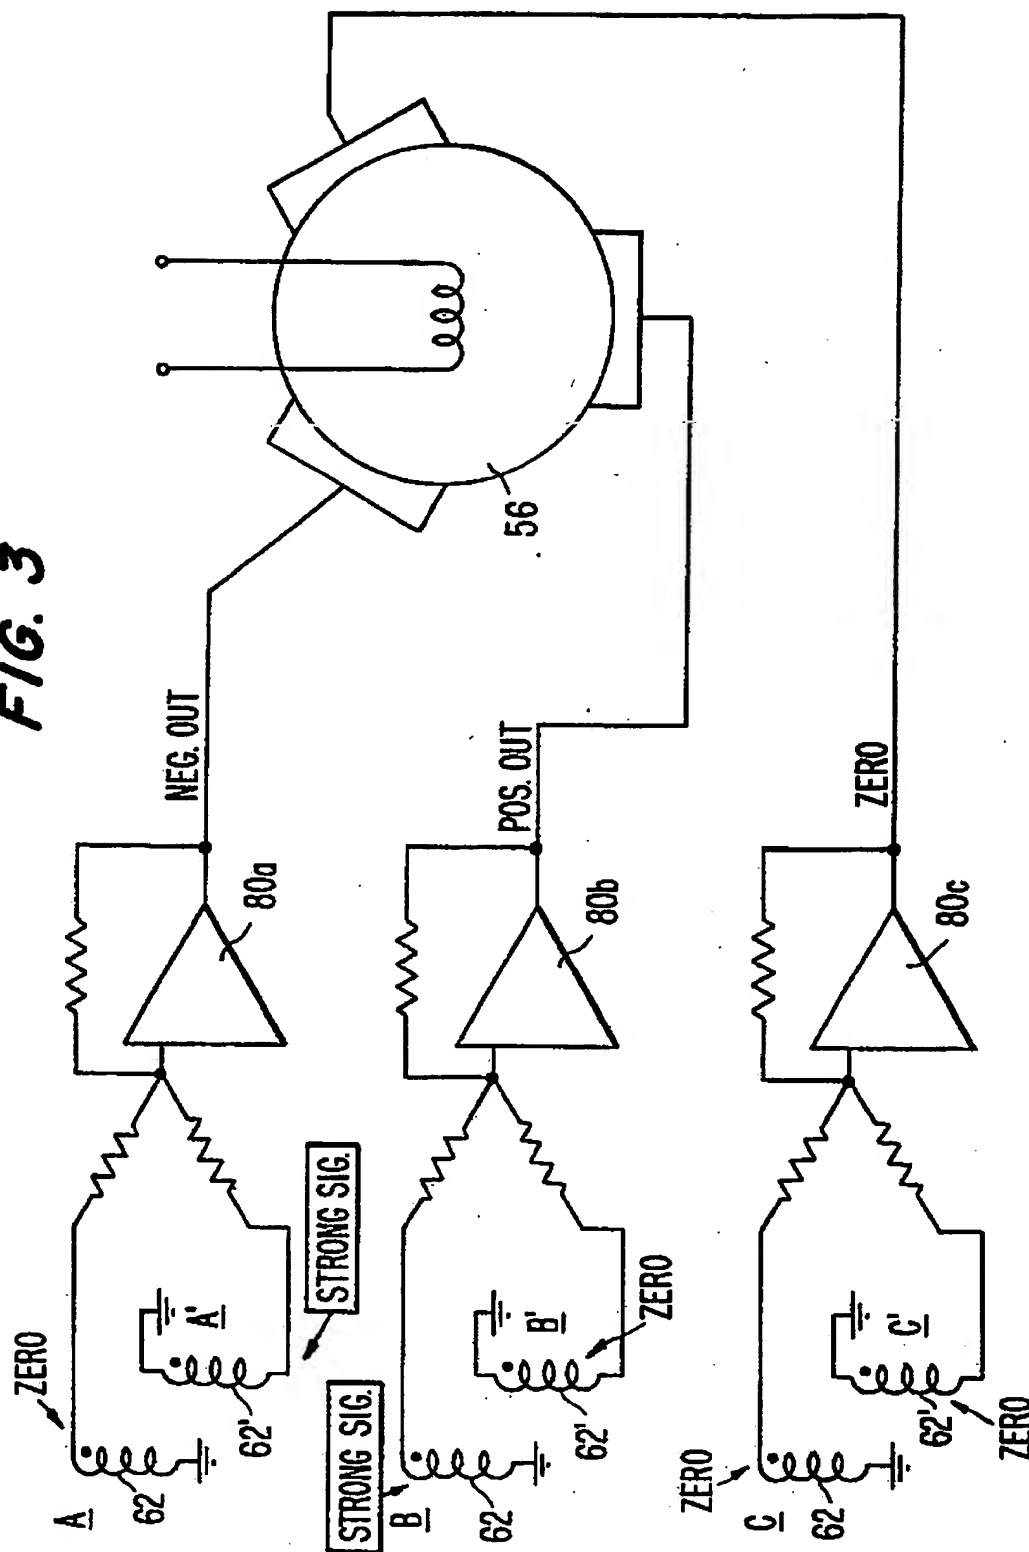 FIG. 3
ZERO
A
62
A'
62'
STRONG SIG.
80a
NEG. OUT
STRONG SIG.
B
62
B'
62'
ZERO
80b
POS. OUT
56
ZERO
C
62
C'
62'
ZERO
80c
ZERO